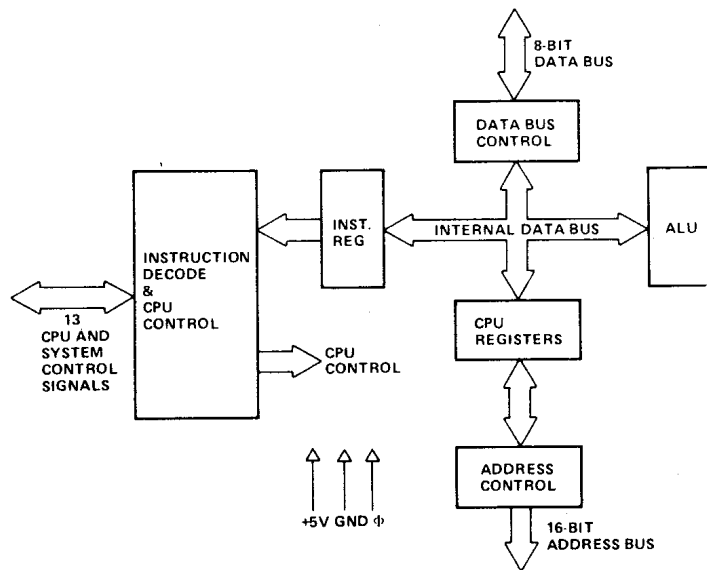 8-BIT
DATA BUS
DATA BUS
CONTROL
INSTRUCTION
DECODE
&
CPU
CONTROL
INST.
REG
INTERNAL DATA BUS
ALU
13
CPU AND
SYSTEM
CONTROL
SIGNALS
CPU
CONTROL
CPU
REGISTERS
ADDRESS
CONTROL
+5V GND Φ
16-BIT
ADDRESS BUS